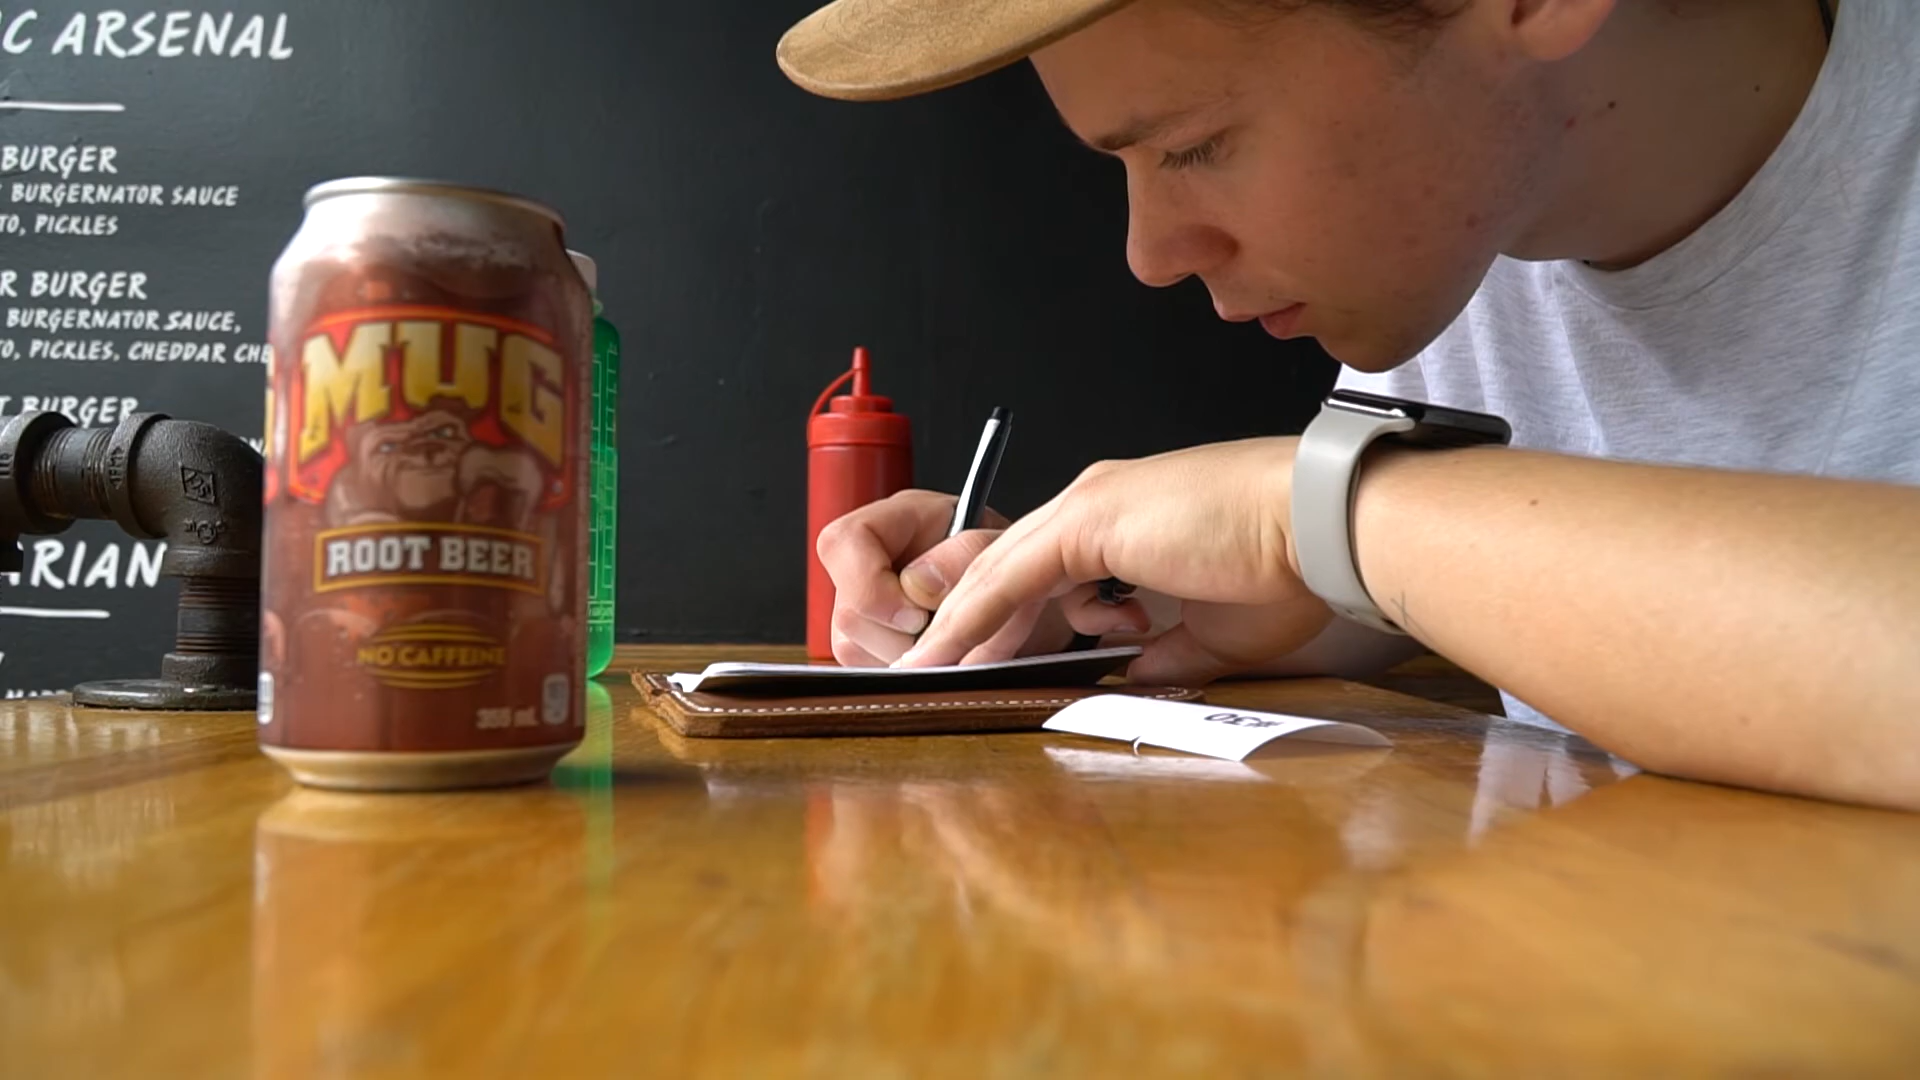 C ARSENAL
BURGER
BURGERNATOR SAUCE
TO, PICKLES
R BURGER
BURGERNATOR SAUCE,
TO, PICKLES, CHEDDAR CHE
T BURGER
ARIAN
MUG
ROOT BEER
NO CAFFEINE
355 mL
#30